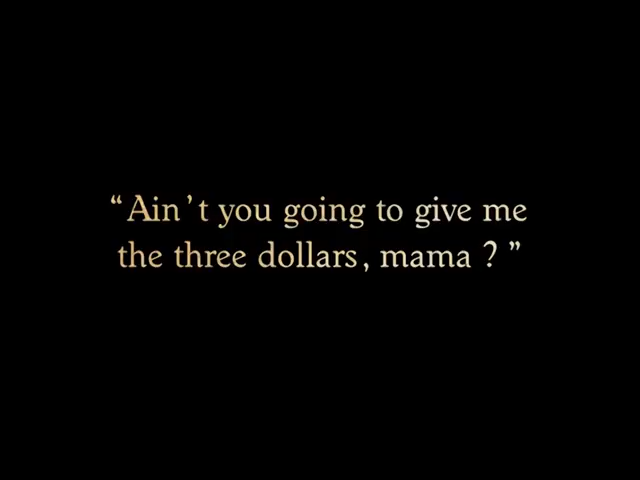 “Ain’t you going to give me
the three dollars, mama ?”